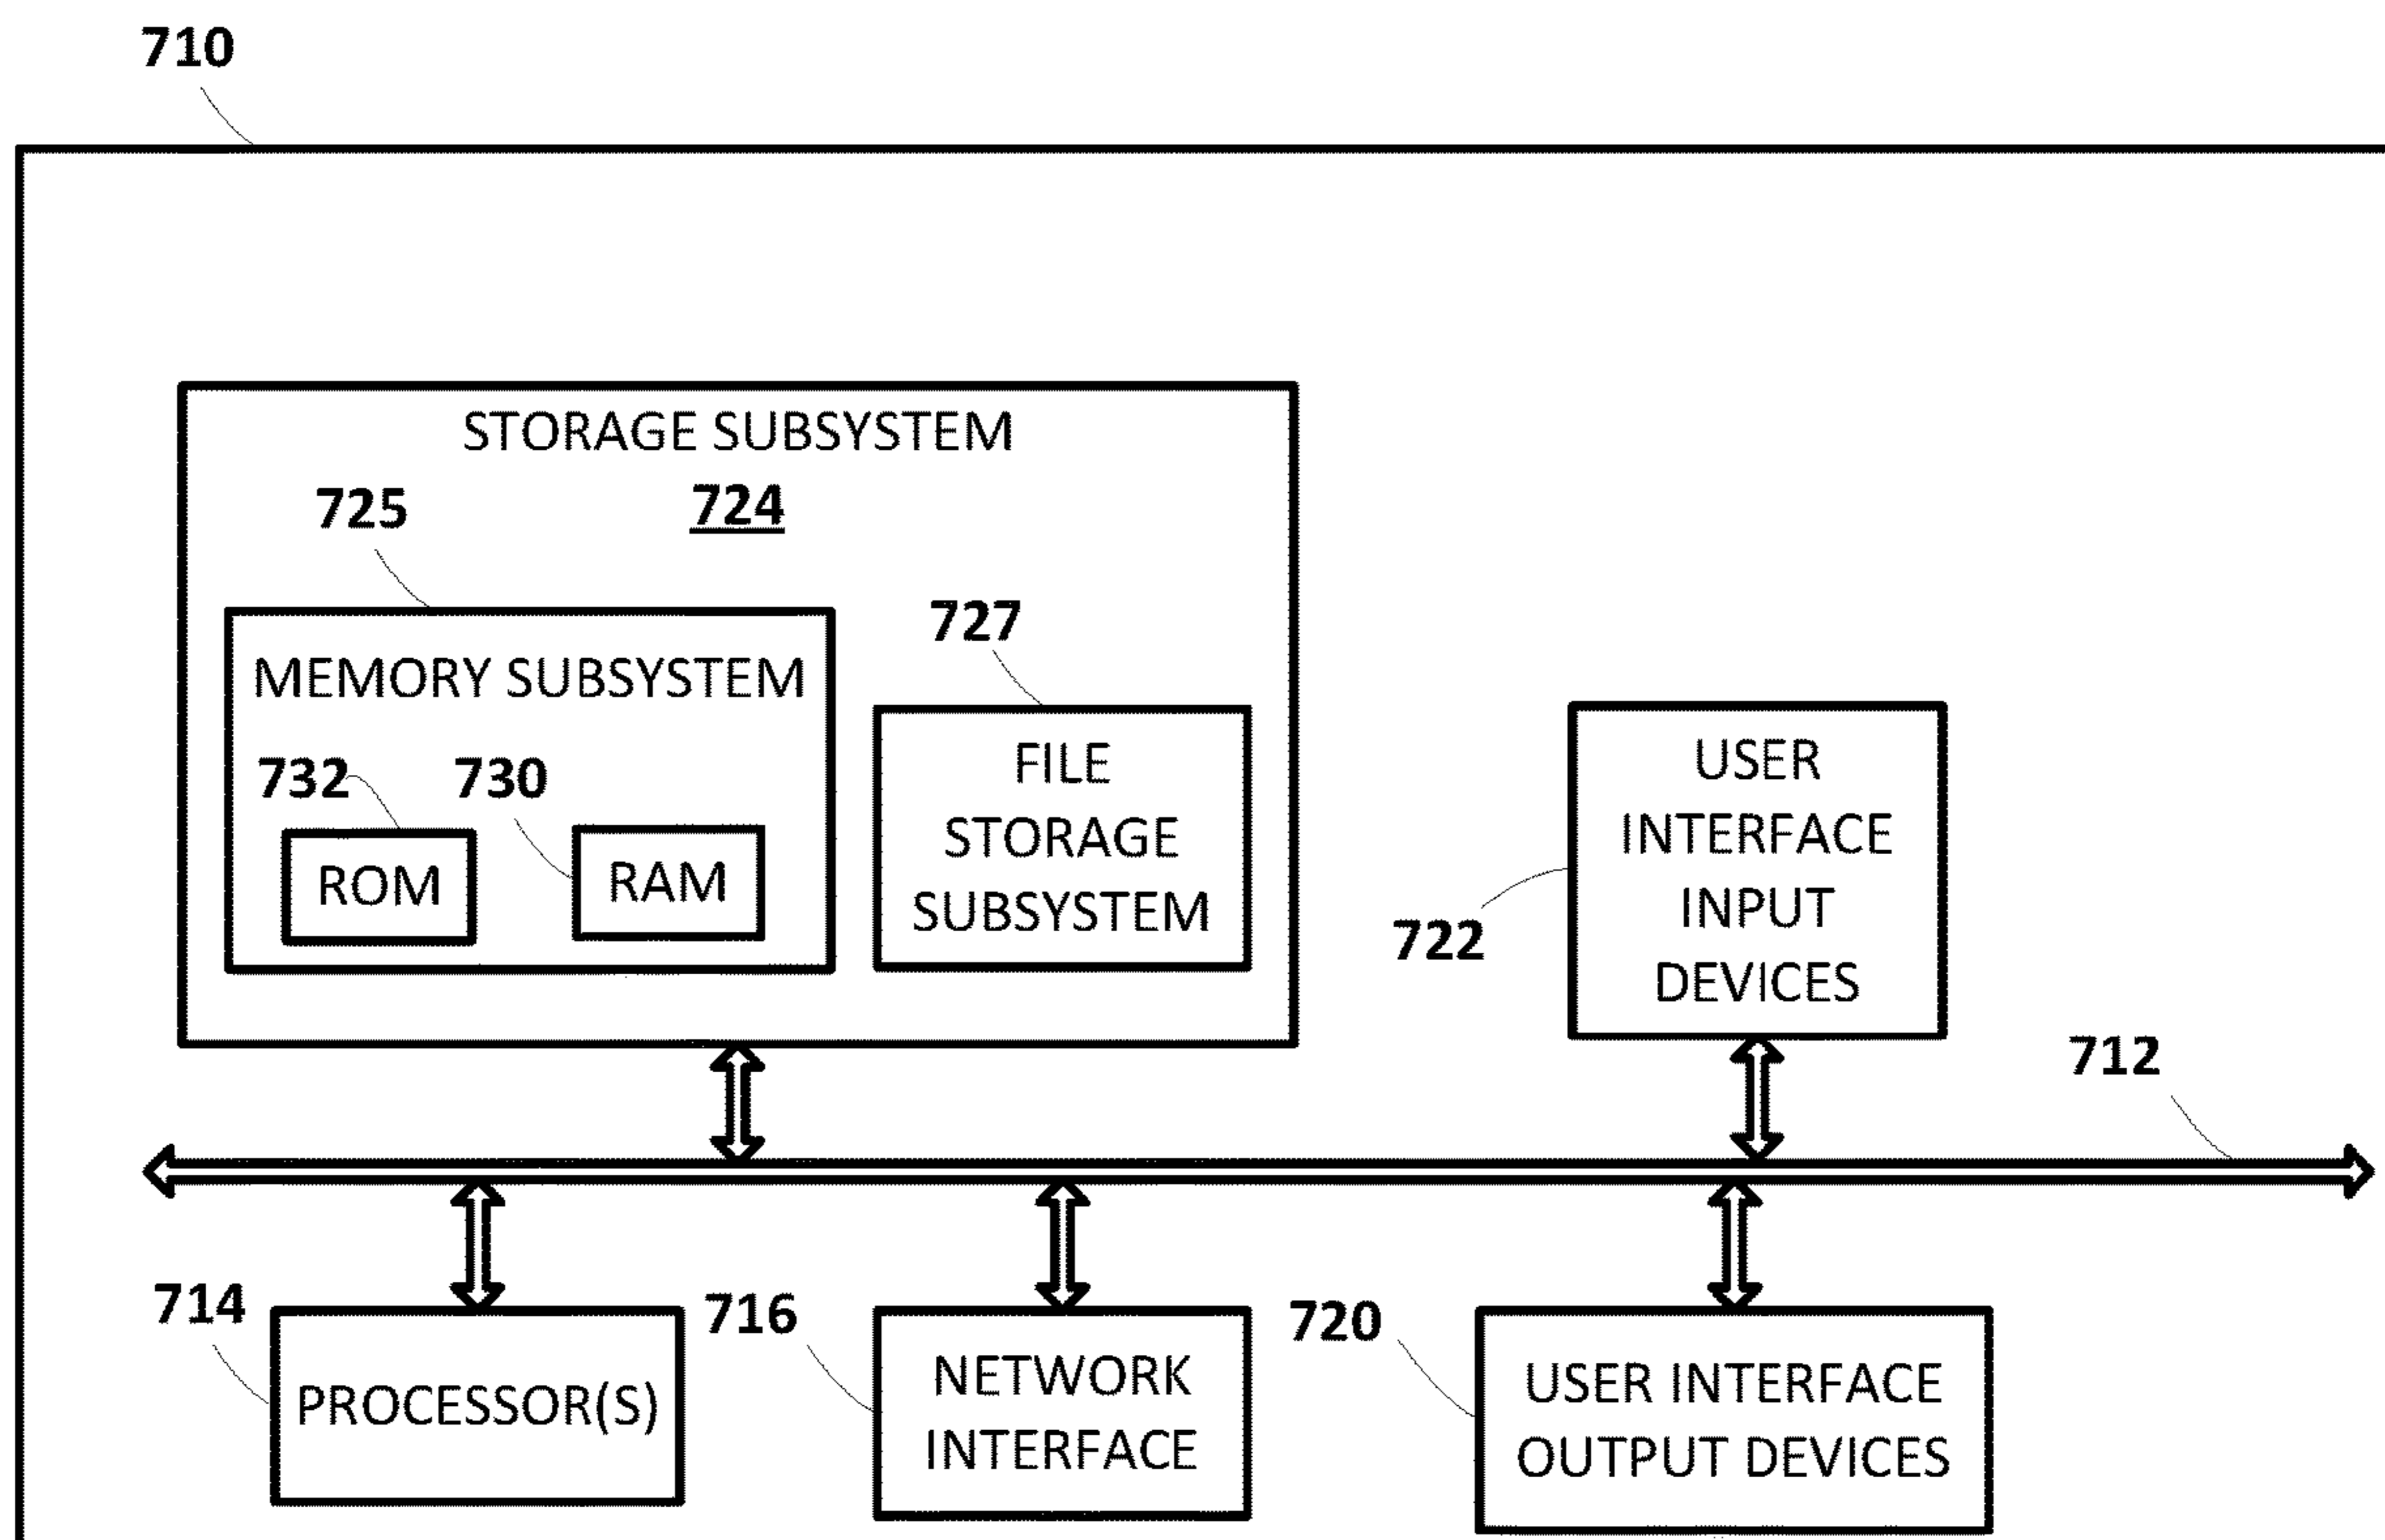 710
STORAGE SUBSYSTEM
724
725
MEMORY SUBSYSTEM
732
730
ROM
RAM
727
FILE
STORAGE
SUBSYSTEM
722
USER
INTERFACE
INPUT
DEVICES
712
714
PROCESSOR(S)
716
NETWORK
INTERFACE
720
USER INTERFACE
OUTPUT DEVICES